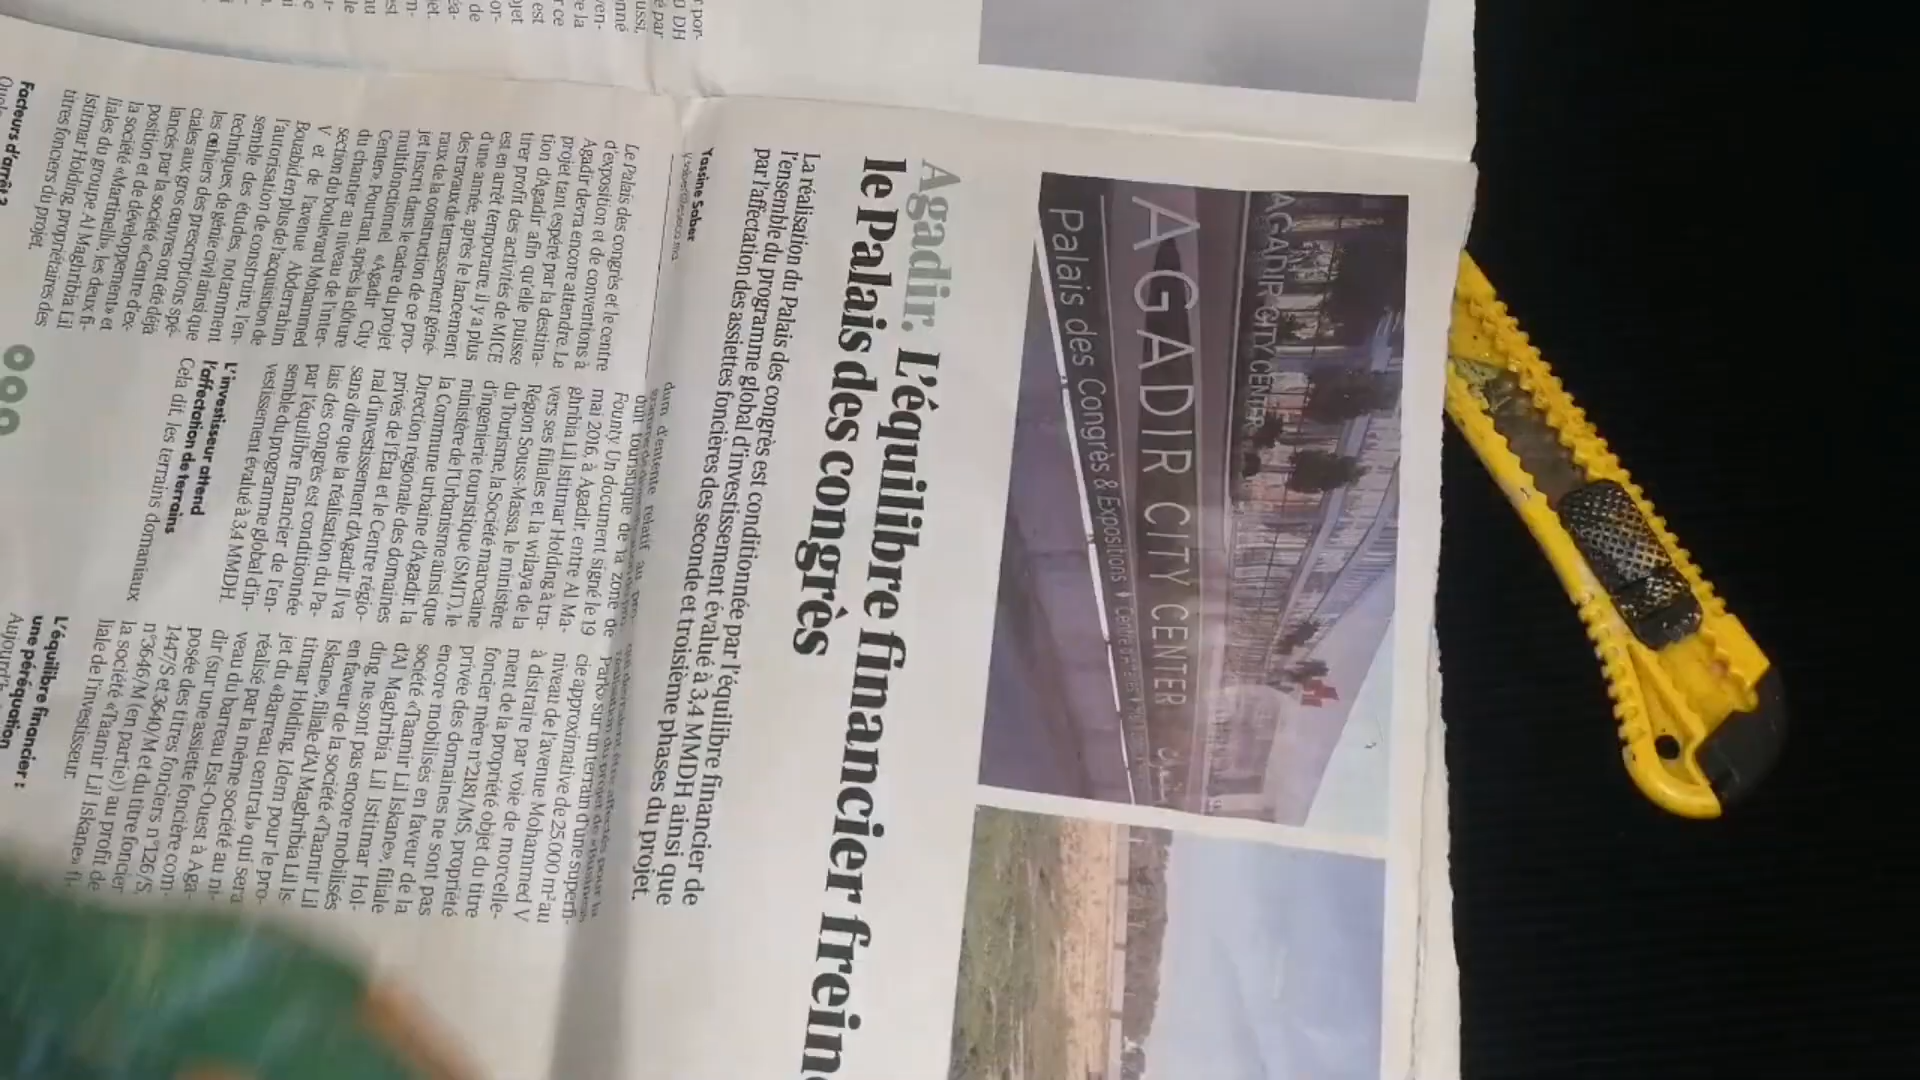 AGADIR CITY CENTER
AGADIR CITY CENTER
Palais des Congrès & Expositions
Agadir. L'équilibre financier frein
le Palais des congrès
La réalisation du Palais des congrès est conditionnée par l'équilibre financier de
l'ensemble du programme global d'investissement évalué à 3,4 MMDH ainsi que
par l'affectation des assiettes foncières des seconde et troisième phases du projet.
Yassine Saber
Le Palais des congrès et le centre
d'exposition et de conventions à
Agadir devra encore attendre. Le
projet tant espéré par la destina-
tion d'Agadir afin qu'elle puisse
tirer profit des activités de MICE
est en arrêt temporaire, il y a plus
d'une année, après le lancement
des travaux de terrassement géné-
raux de la construction de ce pro-
jet inscrit dans le cadre du projet
multifonctionnel «Agadir City
Center». Pourtant, après la clôture
du chantier au niveau de l'inter-
section du boulevard Mohammed
V et de l'avenue Abderrahim
Bouabid en plus de l'acquisition de
l'autorisation de construire, l'en-
semble des études, notamment
techniques, de génie civil ainsi que
les cahiers des prescriptions spé-
ciales aux gros œuvres ont été déjà
lancés par la société «Centre d'ex-
position et de développement» et
la société «Martinell», les deux fi-
liales du groupe Al Maghribia Lil
Istitmar Holding, propriétaires des
titres fonciers du projet.
Facteurs d'arrêt?
dum d'entente relatif au
duit touristique de la zone de
Founty. Un document signé le 19
mai 2016, à Agadir, entre Al Ma-
ghribia Lil Istitmar Holding à tra-
vers ses filiales et la wilaya de la
Région Souss-Massa, le ministère
du Tourisme, la Société marocaine
d'ingénierie touristique (SMIT), le
ministère de l'Urbanisme ainsi que
la Commune urbaine d'Agadir, la
Direction régionale des domaines
privés de l'État et le Centre régio-
nal d'investissement d'Agadir. Il va
sans dire que la réalisation du Pa-
lais des congrès est conditionnée
par l'équilibre financier de l'en-
semble du programme global d'in-
vestissement évalué à 3,4 MMDH.
L'investisseur attend
l'affectation de terrains
Cela dit, les terrains domaniaux
Park» sur un terrain d'une superfi-
cie approximative de 25.000 m² au
niveau de l'avenue Mohammed V
à distraire par voie de morcelle-
ment de la propriété objet du titre
foncier mère n°2181/MS, propriété
privée des domaines ne sont pas
encore mobilisés en faveur de la
société «Taamir Lil Iskane», filiale
d'Al Maghribia Lil Istitmar Hol-
ding ne sont pas encore mobilisés
en faveur de la société «Taamir Lil
Iskane», filiale d'Al Maghribia Lil Is-
titmar Holding. Idem pour le pro-
jet du «Barreau central» qui sera
réalisé par la même société au ni-
veau du barreau Est-Ouest à Aga-
dir (sur une assiette foncière com-
posée des titres fonciers n°126/S,
1447/S et 3640/M et du titre foncier
n°3646/M (en partie)) au profit de
la société «Taamir Lil Iskane» fi-
liale de l'investisseur.
L'équilibre financier :
une péréquation